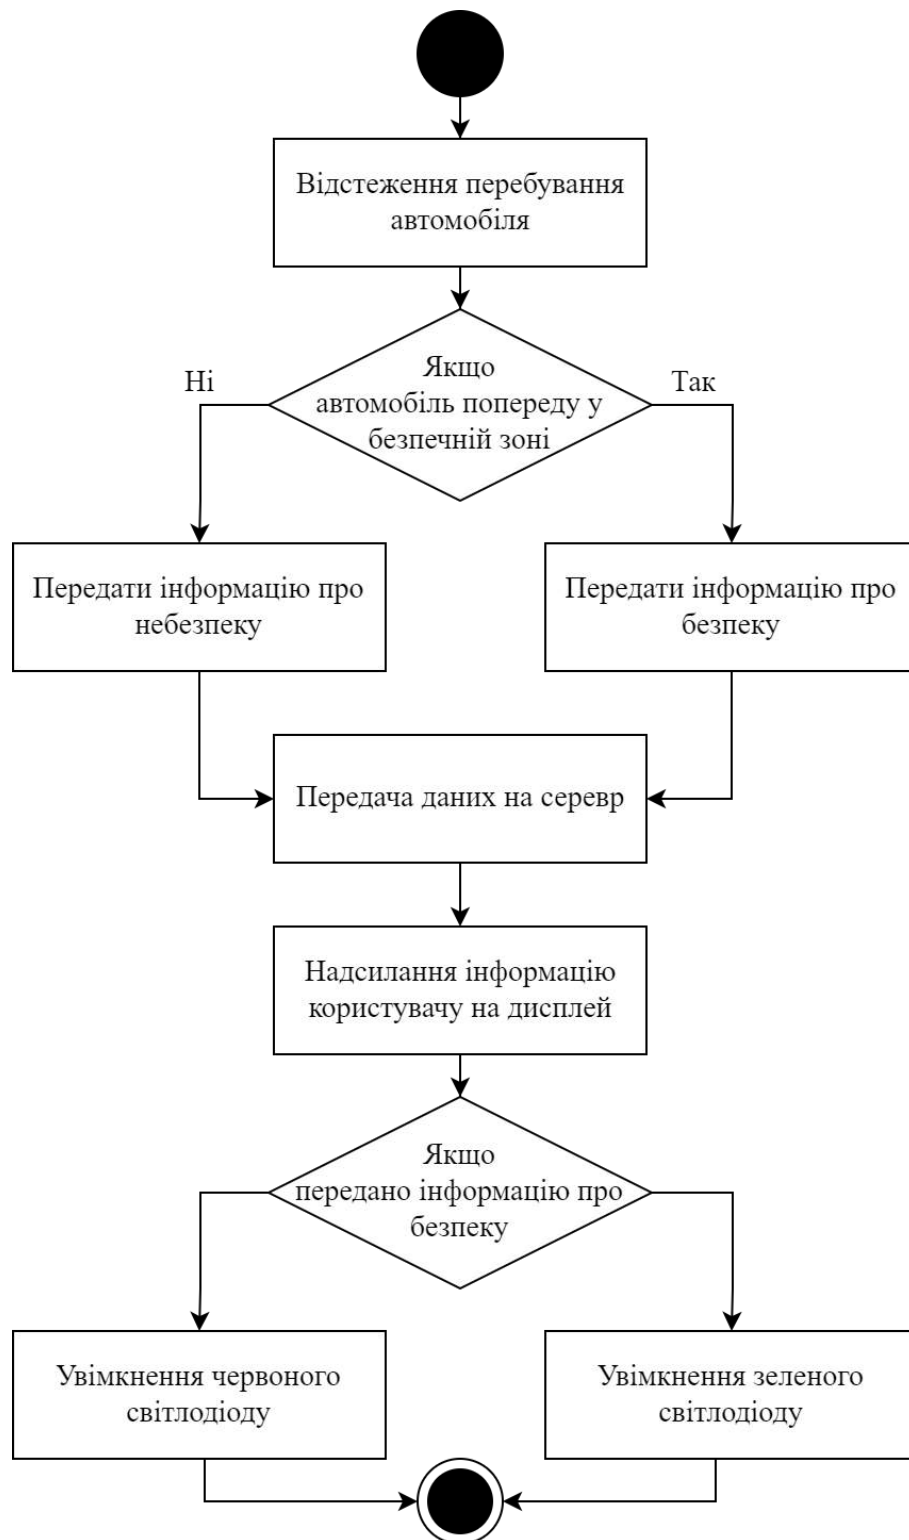 Відстеження перебування
автомобіля
Якщо
автомобіль попереду у
безпечній зоні
Ні
Так
Передати інформацію про
небезпеку
Передати інформацію про
безпеку
Передача даних на серевр
Надсилання інформацію
користувачу на дисплей
Якщо
передано інформацію про
безпеку
Увімкнення червоного
світлодіоду
Увімкнення зеленого
світлодіоду